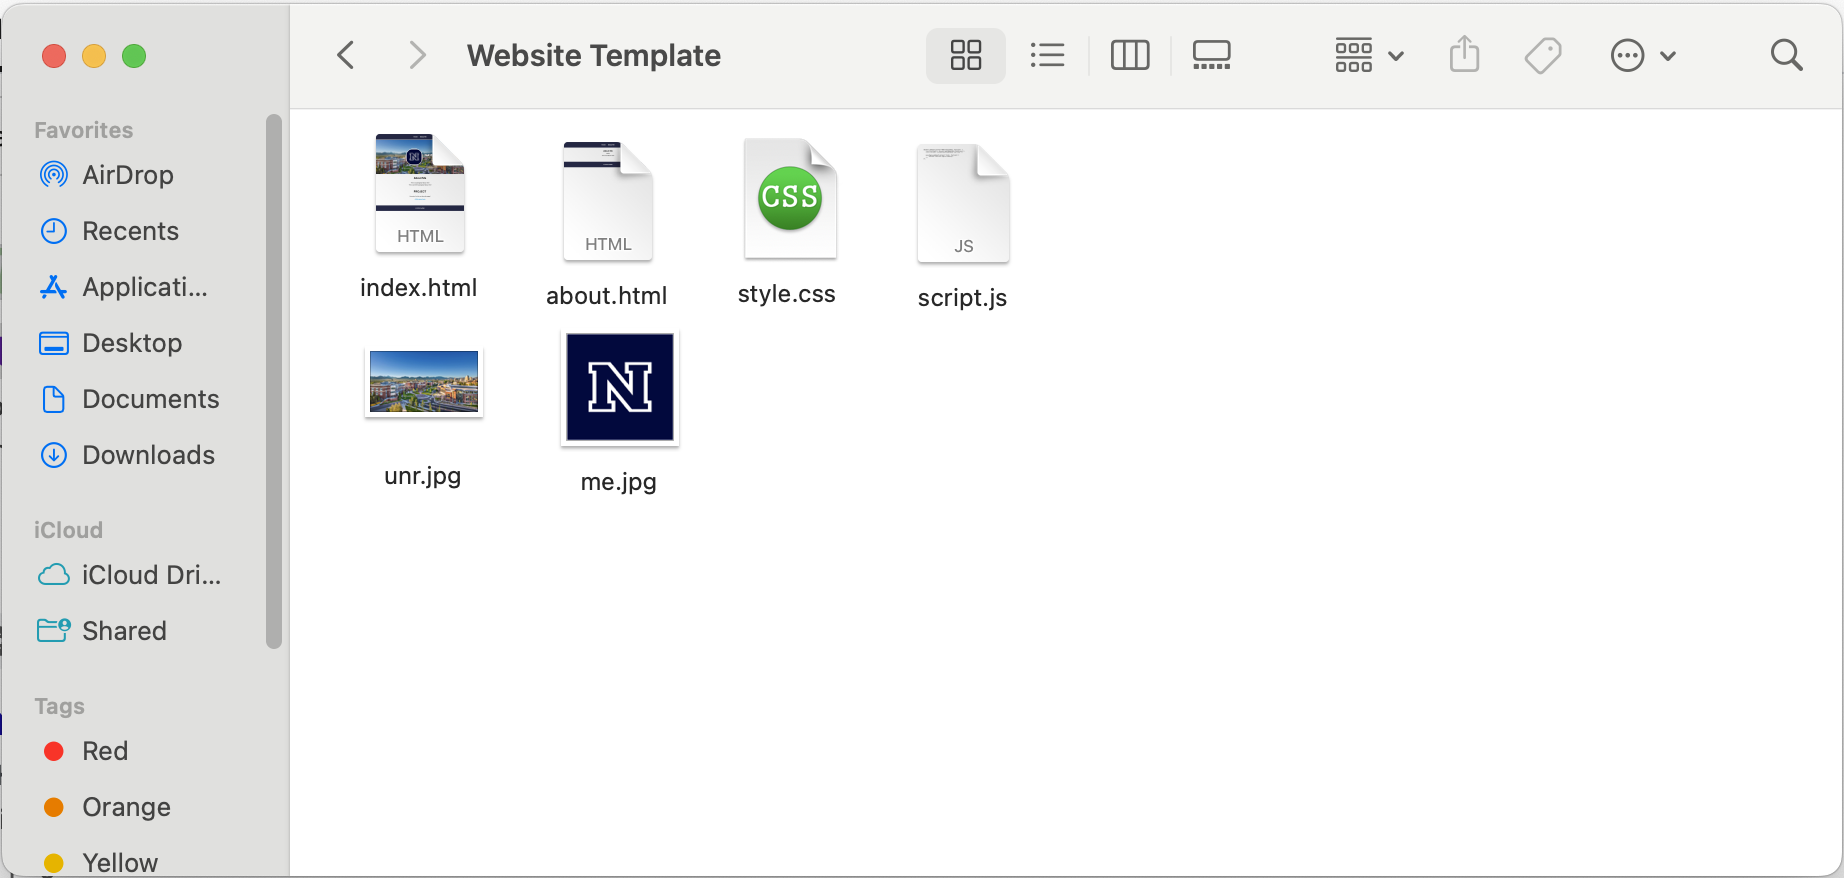 Website Template
Favorites
AirDrop
Recents
Applicati...
Desktop
Documents
Downloads
iCloud
iCloud Dri...
Shared
Tags
Red
Orange
Yellow
HTML
index.html
HTML
about.html
CSS
style.css
JS
script.js
unr.jpg
N
me.jpg